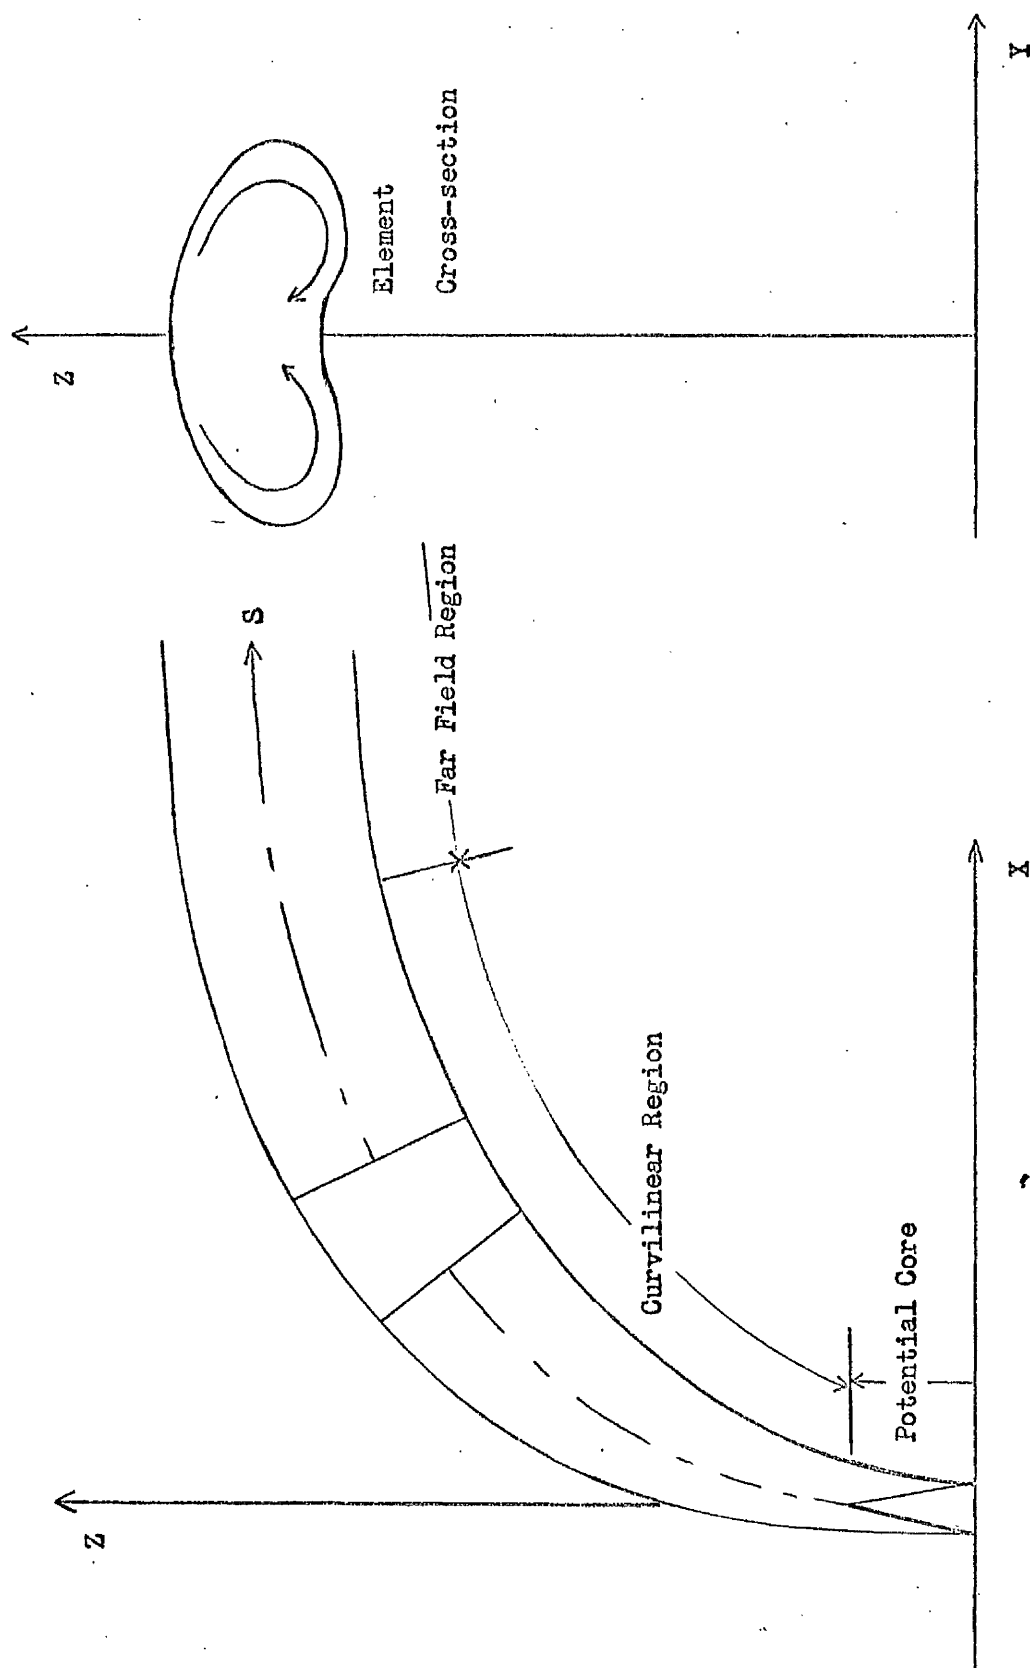 Z
S
Far Field Region
Curvilinear Region
Potential Core
X
Z
Element
Cross-section
Y